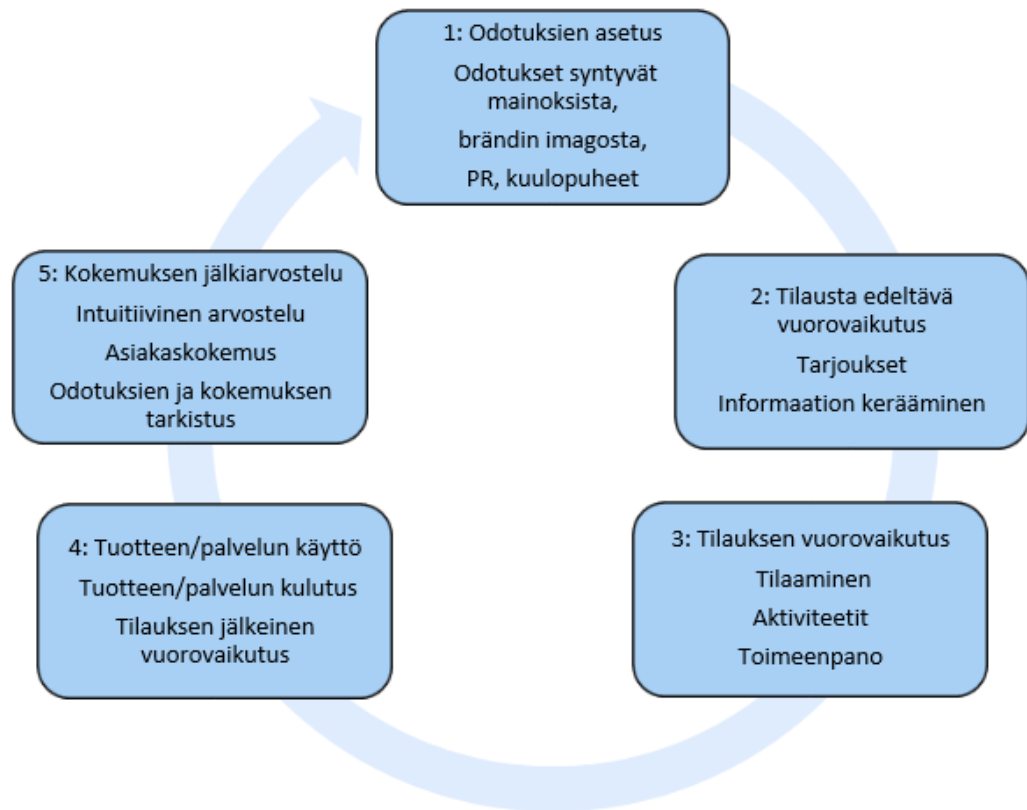 1: Odotuksien asetus
Odotukset syntyvät
mainoksista,
brändin imagosta,
PR, kuulopuheet
2: Tilausta edeltävä
vuorovaikutus
Tarjoukset
Informaation kerääminen
3: Tilauksen vuorovaikutus
Tilaaminen
Aktiviteetit
Toimeenpano
4: Tuotteen/palvelun käyttö
Tuotteen/palvelun kulutus
Tilauksen jälkeinen
vuorovaikutus
5: Kokemuksen jälkiarvostelu
Intuitiivinen arvostelu
Asiakaskokemus
Odotuksien ja kokemuksen
tarkistus